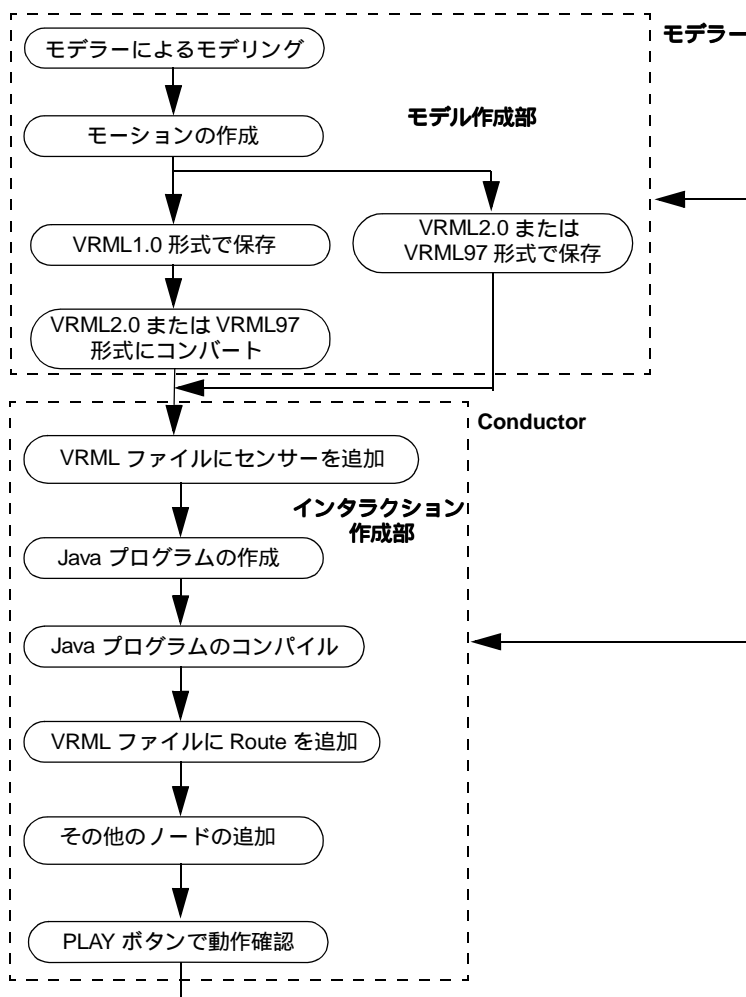 モデラーによるモデリング
モデラー
モデル作成部
モーションの作成
VRML1.0 形式で保存
VRML2.0 または
VRML97 形式で保存
VRML2.0 または VRML97
形式にコンバート
Conductor
VRML ファイルにセンサーを追加
インタラクション
作成部
Java プログラムの作成
Java プログラムのコンパイル
VRML ファイルに Route を追加
その他のノードの追加
PLAY ボタンで動作確認